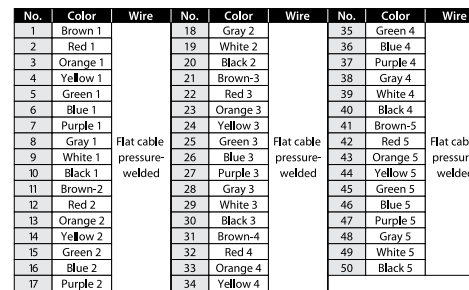 No. Color Wire No. Color Wire No. Color Wire
1 Brown 1 18 Gray 2 35 Green 4
2 Red 1 19 White 2 36 Blue 4
3 Orange 1 20 Black 2 37 Purple 4
4 Yellow 1 21 Brown-3 38 Gray 4
5 Green 1 22 Red 3 39 White 4
6 Blue 1 23 Orange 3 40 Black 4
7 Purple 1 24 Yellow 3 41 Brown-5
8 Gray 1 Flat cable 25 Green 3 Flat cable 42 Red 5 Flat cab
9 White 1 pressure- 26 Blue 3 pressure- 43 Orange 5 pressur
10 Black 1 welded 27 Purple 3 welded 44 Yellow 5 welded
11 Brown-2 28 Gray 3 45 Green 5
12 Red 2 29 White 3 46 Blue 5
13 Orange 2 30 Black 3 47 Purple 5
14 Yellow 2 31 Brown-4 48 Gray 5
15 Green 2 32 Red 4 49 White 5
16 Blue 2 33 Orange 4 50 Black 5
17 Purple 2 34 Yellow 4